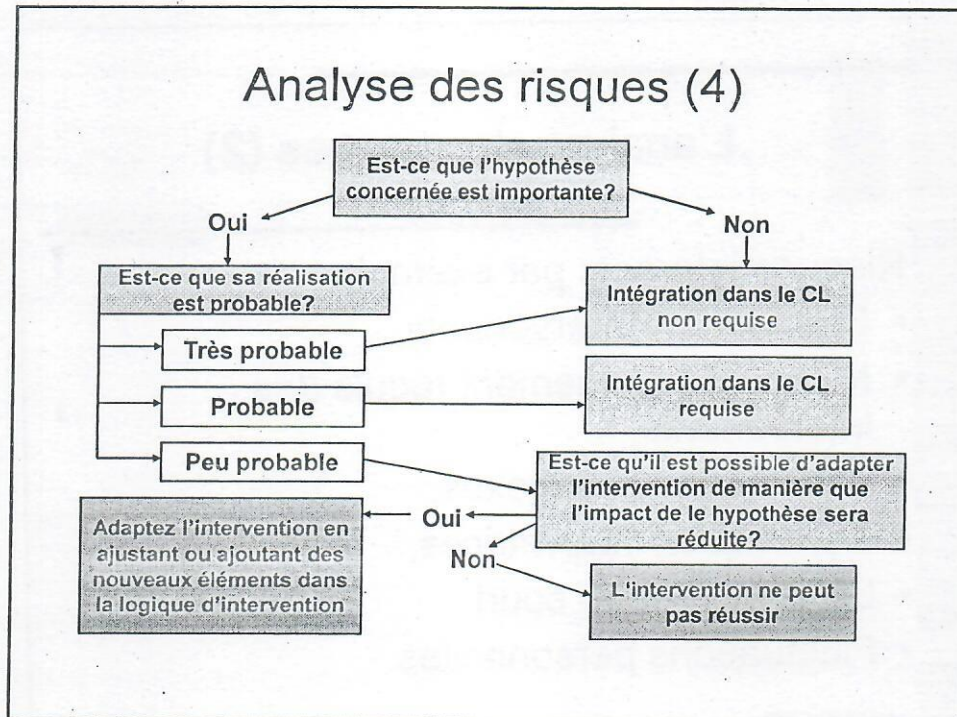 Analyse des risques (4)
Est-ce que l'hypothèse
concernée est importante?
Oui
Non
Est-ce que sa réalisation
est probable?
Intégration dans le CL
non requise
Très probable
Intégration dans le CL
requise
Probable
Peu probable
Est-ce qu'il est possible d'adapter
l'intervention de manière que
l'impact de le hypothèse sera
réduite?
Oui
Non
Adaptez l'intervention en
ajustant ou ajoutant des
nouveaux éléments dans
la logique d'intervention
L'intervention ne peut
pas réussir